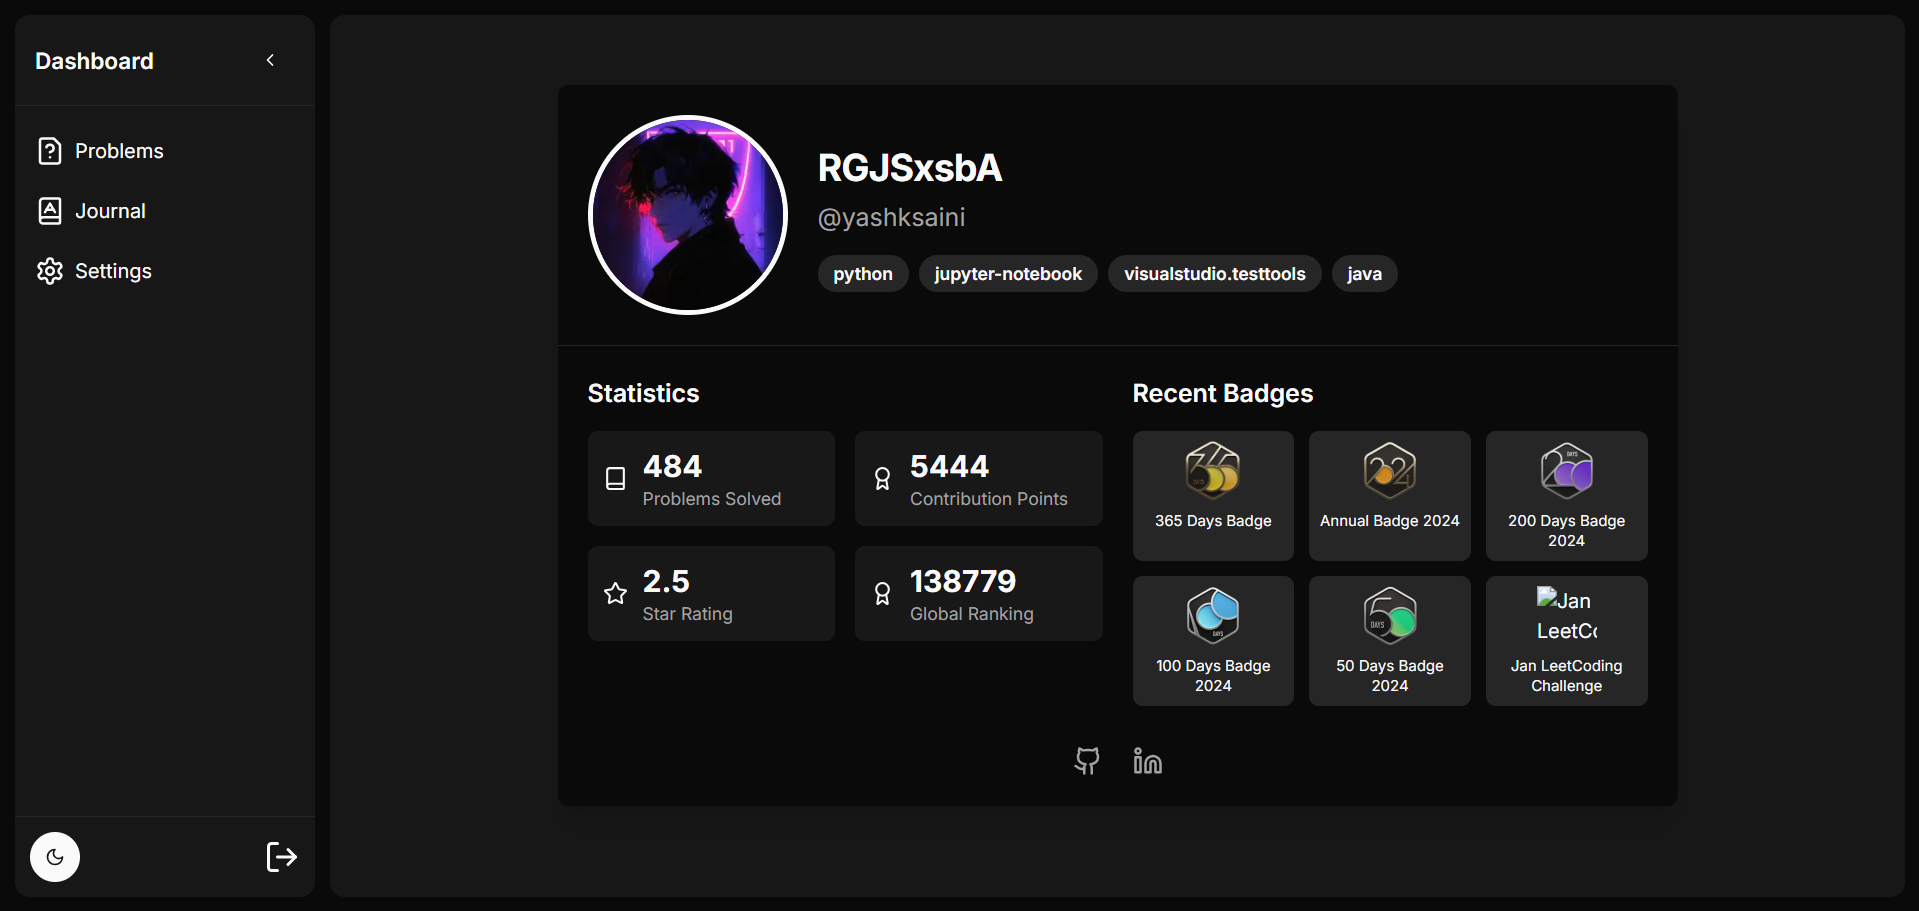 Dashboard
Problems
Journal
Settings
RGJSxsbA
@yashksaini
python
jupyter-notebook
visualstudio.testtools
java
Statistics
484
Problems Solved
5444
Contribution Points
2.5
Star Rating
138779
Global Ranking
Recent Badges
365 Days Badge
Annual Badge 2024
200 Days Badge
2024
100 Days Badge
2024
50 Days Badge
2024
Jan
LeetCo
Jan LeetCoding
Challenge